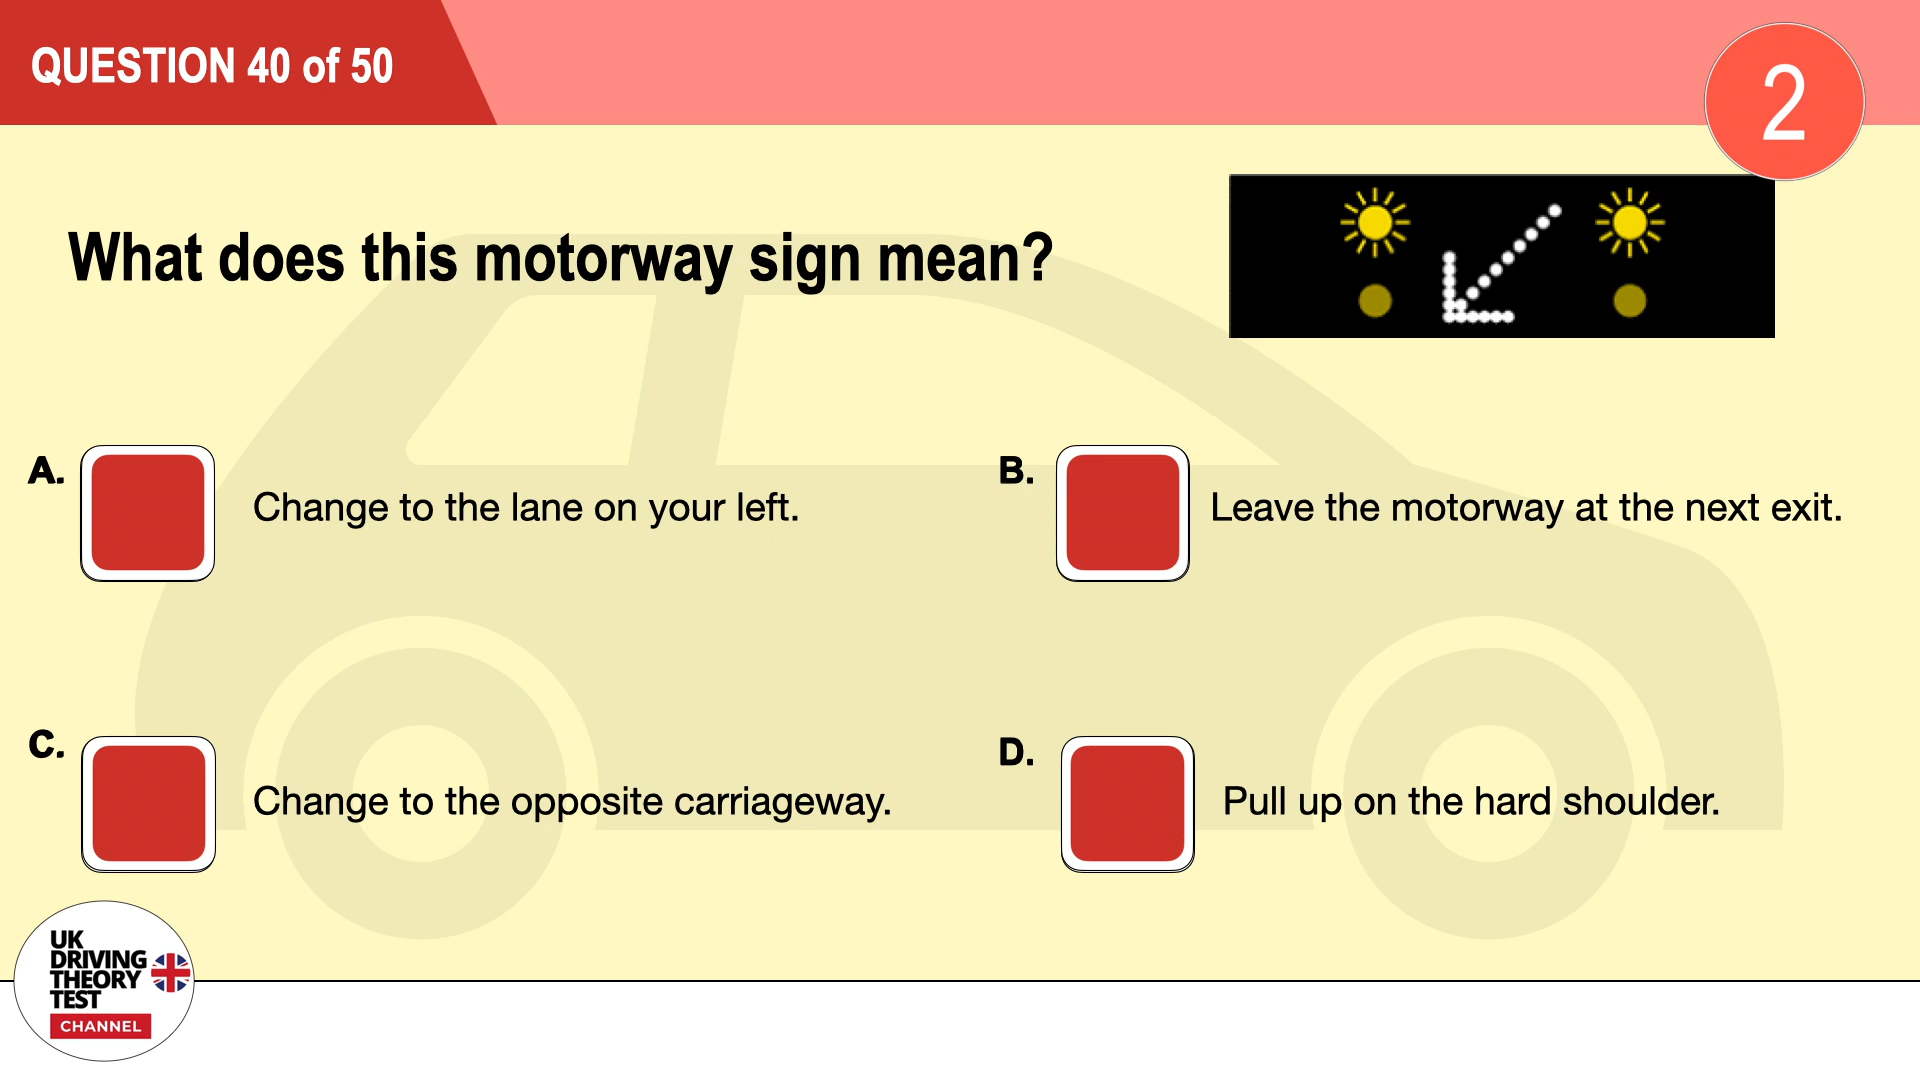 QUESTION 40 of 50
2
What does this motorway sign mean?
A.
Change to the lane on your left.
B.
Leave the motorway at the next exit.
C.
Change to the opposite carriageway.
D.
Pull up on the hard shoulder.
UK
DRIVING
THEORY
TEST
CHANNEL